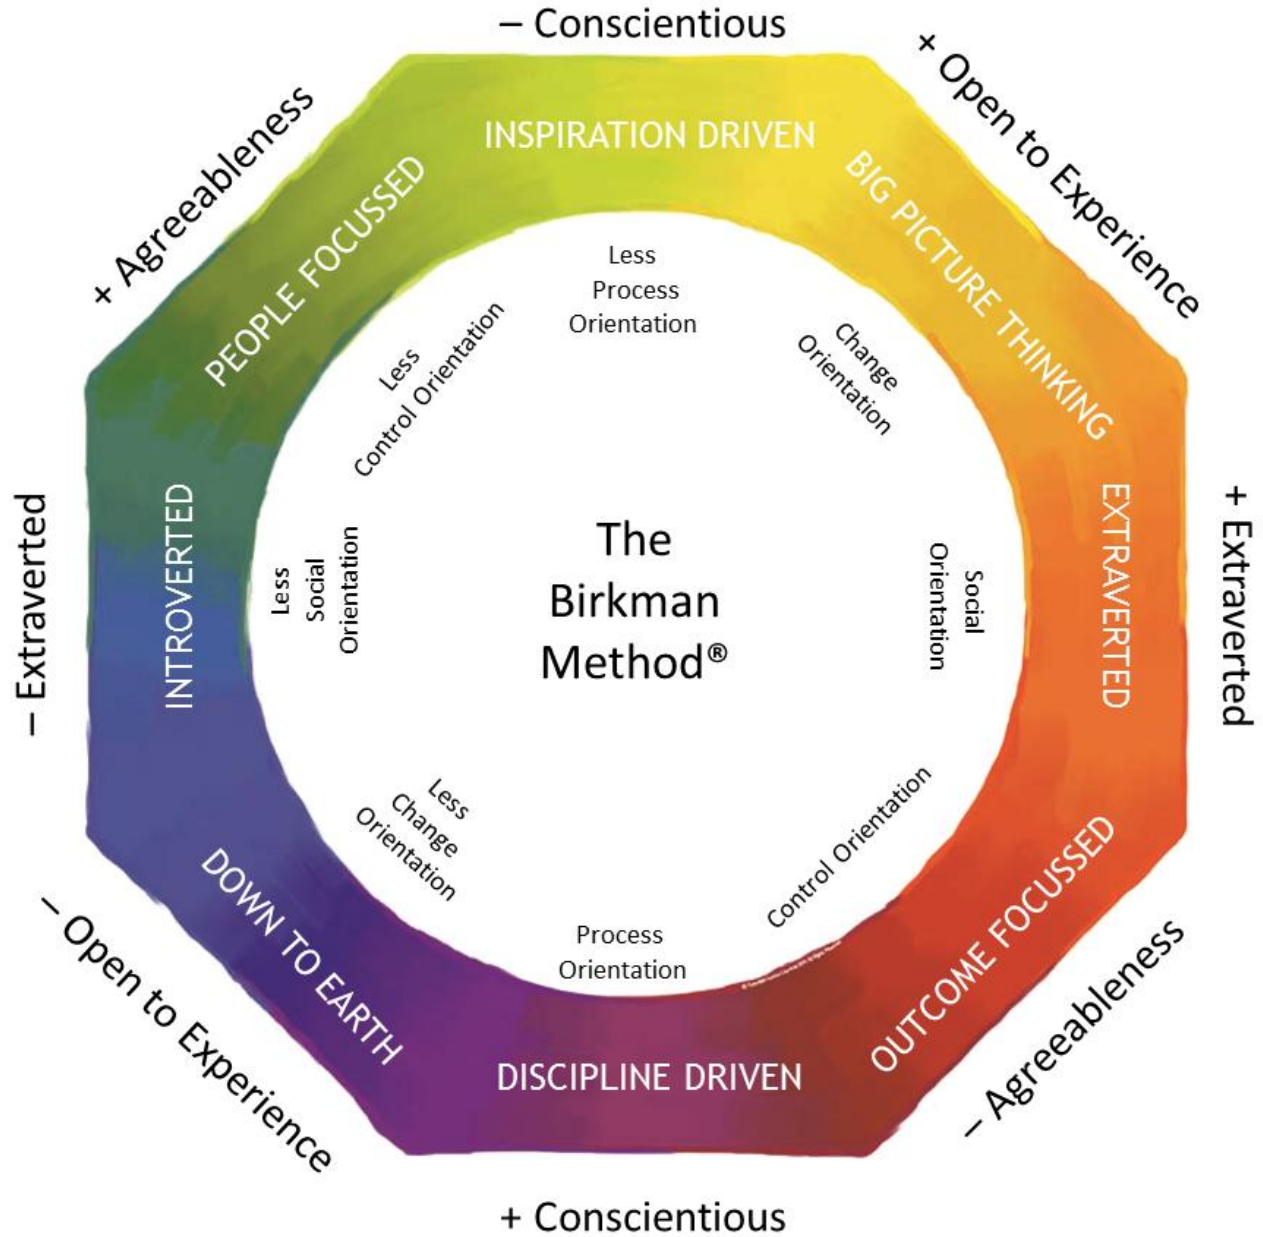 – Conscientious
+ Open to Experience
+ Agreeableness
INSPIRATION DRIVEN
BIG PICTURE THINKING
PEOPLE FOCUSSED
Less
Process
Orientation
Change
Orientation
Less
Control Orientation
– Extraverted
INTROVERTED
Less
Social
Orientation
The
Birkman
Method®
Social
Orientation
EXTRAVERTED
+ Extraverted
Less
Change
Orientation
Control Orientation
Process
Orientation
DOWN TO EARTH
DISCIPLINE DRIVEN
OUTCOME FOCUSSED
– Open to Experience
– Agreeableness
+ Conscientious